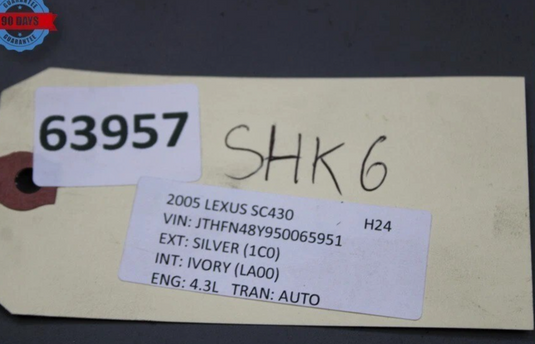 90 DAYS
GUARANTEE
63957
SHK6
2005 LEXUS SC430 H24
VIN: JTHFN48Y950065951
EXT: SILVER (1C0)
INT: IVORY (LA00)
ENG: 4.3L TRAN: AUTO